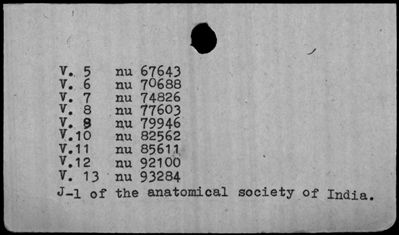 V. 5 nu 67643
V. 6 nu 70688
V. 7 nu 74826
V. 8 nu 77603
V. 9 nu 79946
V.10 nu 82562
V.11 nu 85611
V.12 nu 92100
V. 13 nu 93284
J-l of the anatomical society of India.